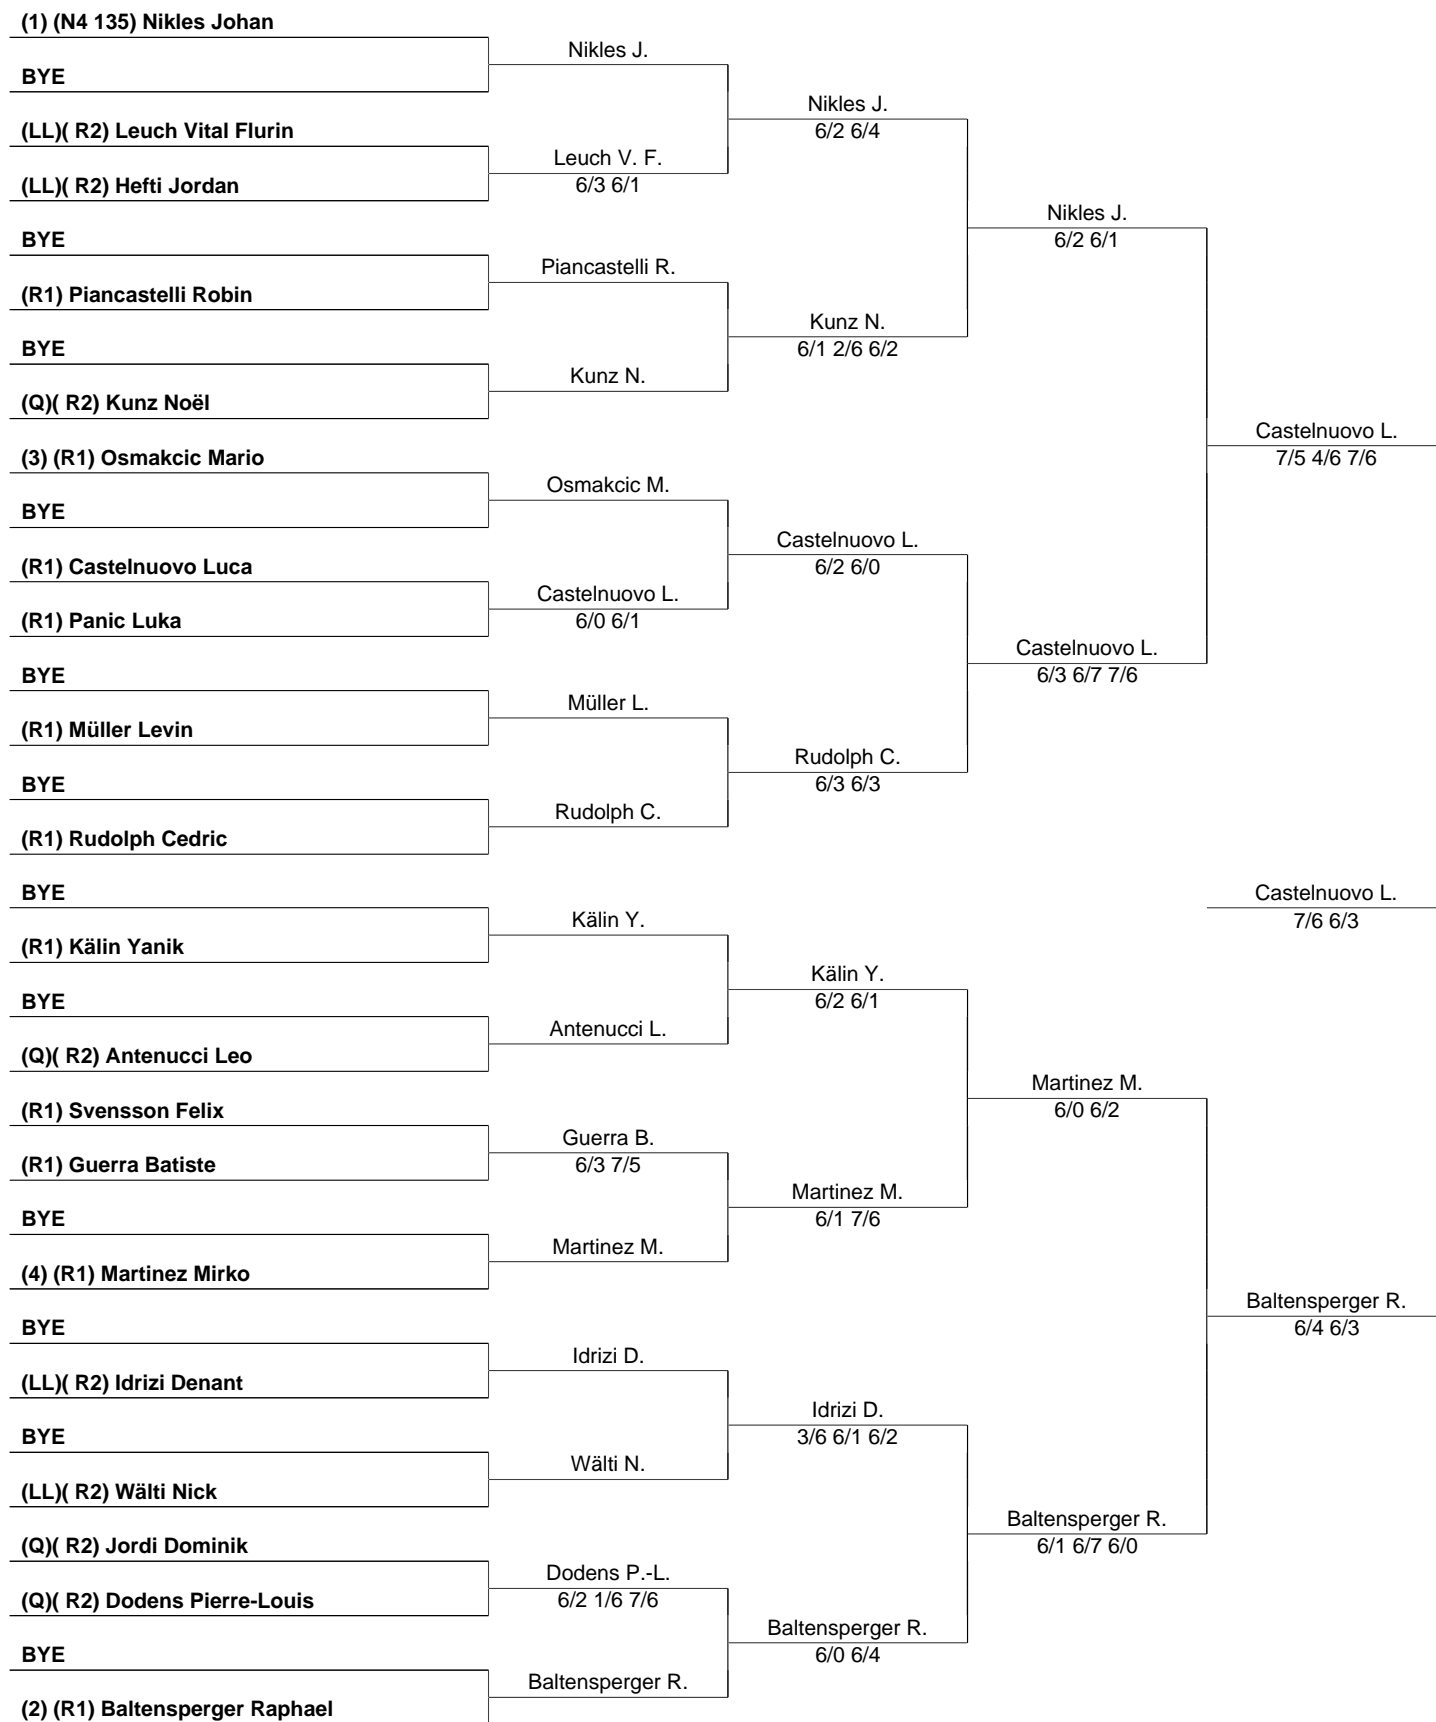 (1) (N4 135) Nikles Johan
BYE
(LL)( R2) Leuch Vital Flurin
(LL)( R2) Hefti Jordan
BYE
(R1) Piancastelli Robin
BYE
(Q)( R2) Kunz Noël
(3) (R1) Osmakcic Mario
BYE
(R1) Castelnuovo Luca
(R1) Panic Luka
BYE
(R1) Müller Levin
BYE
(R1) Rudolph Cedric
BYE
(R1) Kälin Yanik
BYE
(Q)( R2) Antenucci Leo
(R1) Svensson Felix
(R1) Guerra Batiste
BYE
(4) (R1) Martinez Mirko
BYE
(LL)( R2) Idrizi Denant
BYE
(LL)( R2) Wälti Nick
(Q)( R2) Jordi Dominik
(Q)( R2) Dodens Pierre-Louis
BYE
(2) (R1) Baltensperger Raphael
Nikles J.
Leuch V. F.
6/3 6/1
Piancastelli R.
Kunz N.
Osmakcic M.
Castelnuovo L.
6/0 6/1
Müller L.
Rudolph C.
Kälin Y.
Antenucci L.
Guerra B.
6/3 7/5
Martinez M.
Idrizi D.
Wälti N.
Dodens P.-L.
6/2 1/6 7/6
Baltensperger R.
Nikles J.
6/2 6/4
Kunz N.
6/1 2/6 6/2
Castelnuovo L.
6/2 6/0
Rudolph C.
6/3 6/3
Kälin Y.
6/2 6/1
Martinez M.
6/1 7/6
Idrizi D.
3/6 6/1 6/2
Baltensperger R.
6/0 6/4
Nikles J.
6/2 6/1
Castelnuovo L.
6/3 6/7 7/6
Martinez M.
6/0 6/2
Baltensperger R.
6/1 6/7 6/0
Castelnuovo L.
7/5 4/6 7/6
Castelnuovo L.
7/6 6/3
Baltensperger R.
6/4 6/3